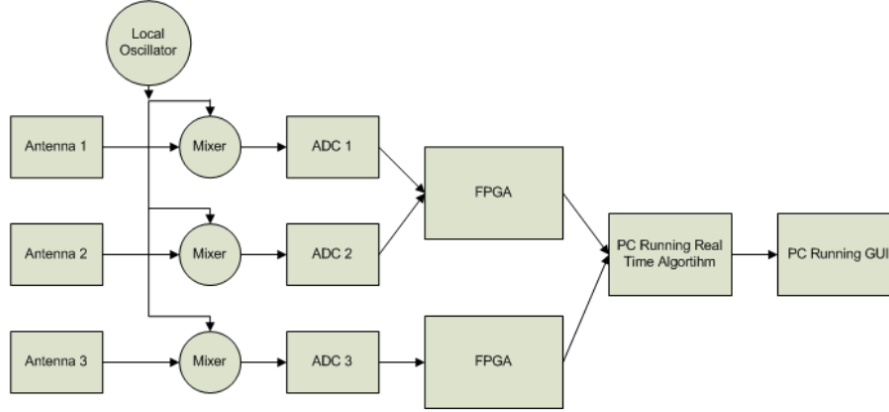 Local
Oscillator
Antenna 1
Mixer
ADC 1
FPGA
Antenna 2
Mixer
ADC 2
PC Running Real
Time Algortihm
PC Running GUI
Antenna 3
Mixer
ADC 3
FPGA